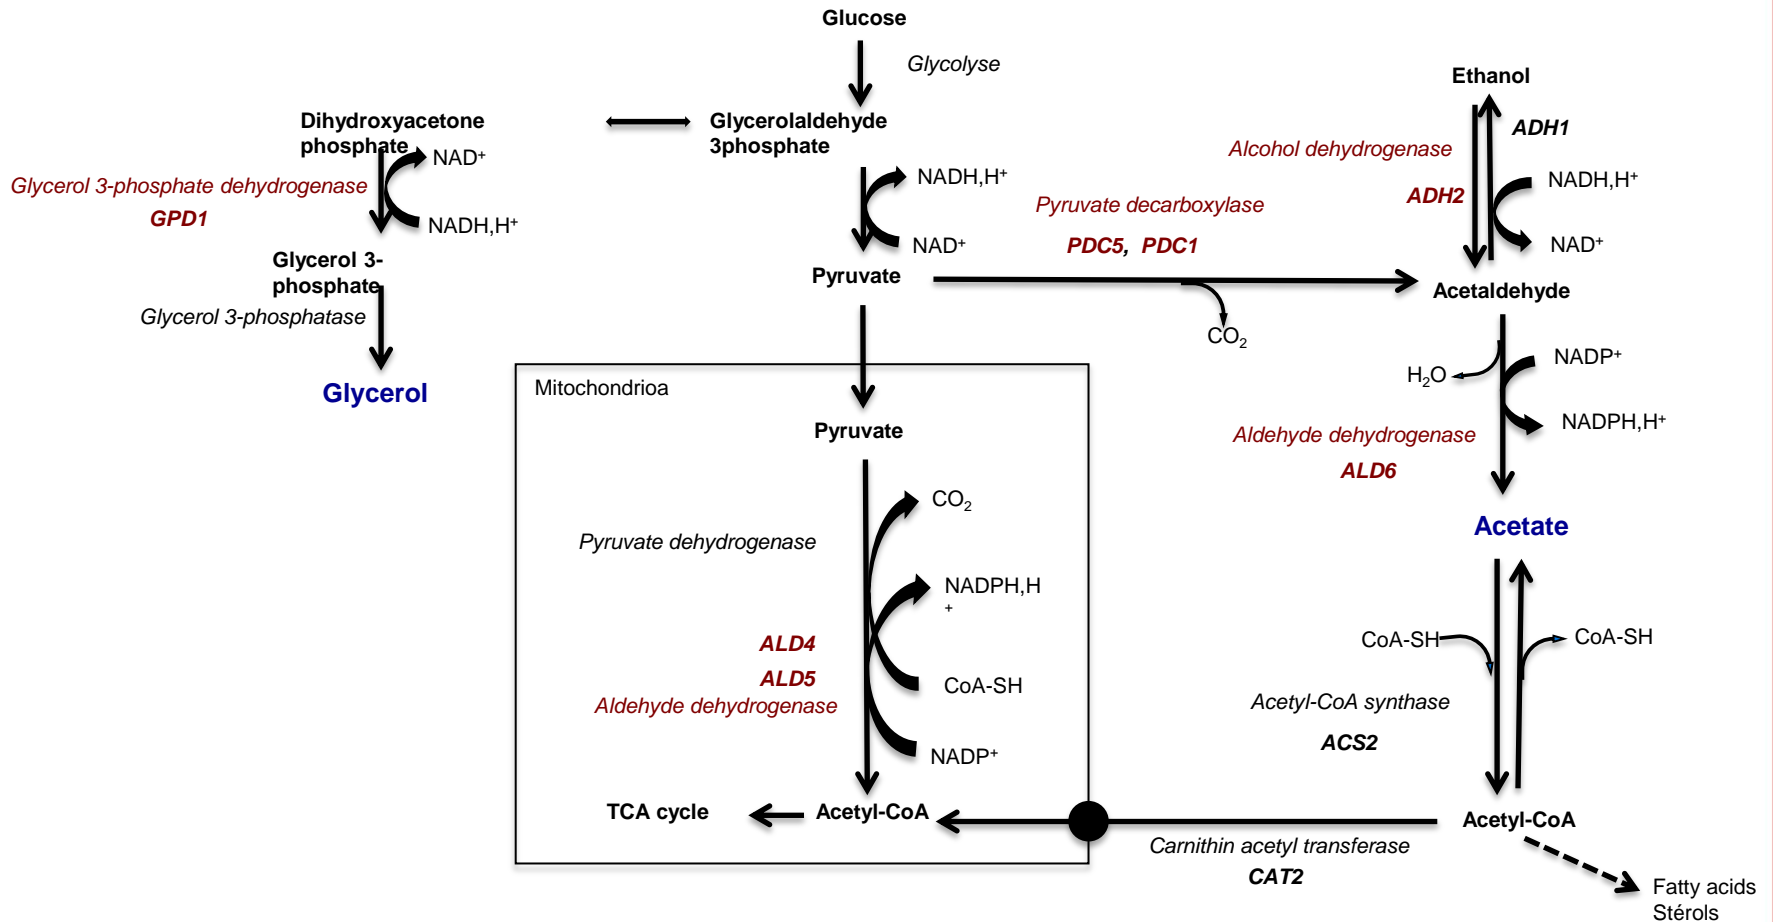 Glucose
Glycolyse
Ethanol
Dihydroxyacetone
phosphate
Glycerolaldehyde
3phosphate
ADH1
Alcohol dehydrogenase
NAD+
NADH,H+
NADH,H+
Glycerol 3-phosphate dehydrogenase
GPD1
ADH2
Pyruvate decarboxylase
NADH,H+
PDC5, PDC1
NAD+
NAD+
Glycerol 3-
phosphate
Pyruvate
Acetaldehyde
Glycerol 3-phosphatase
CO2
NADP+
H2O
Glycerol
Mitochondrioa
NADPH,H+
Pyruvate
Aldehyde dehydrogenase
ALD6
CO2
Acetate
Pyruvate dehydrogenase
NADPH,H
+
ALD4
CoA-SH
CoA-SH
ALD5
CoA-SH
Aldehyde dehydrogenase
Acetyl-CoA synthase
ACS2
NADP+
TCA cycle
Acetyl-CoA
Acetyl-CoA
Carnithin acetyl transferase
CAT2
Fatty acids
Stérols